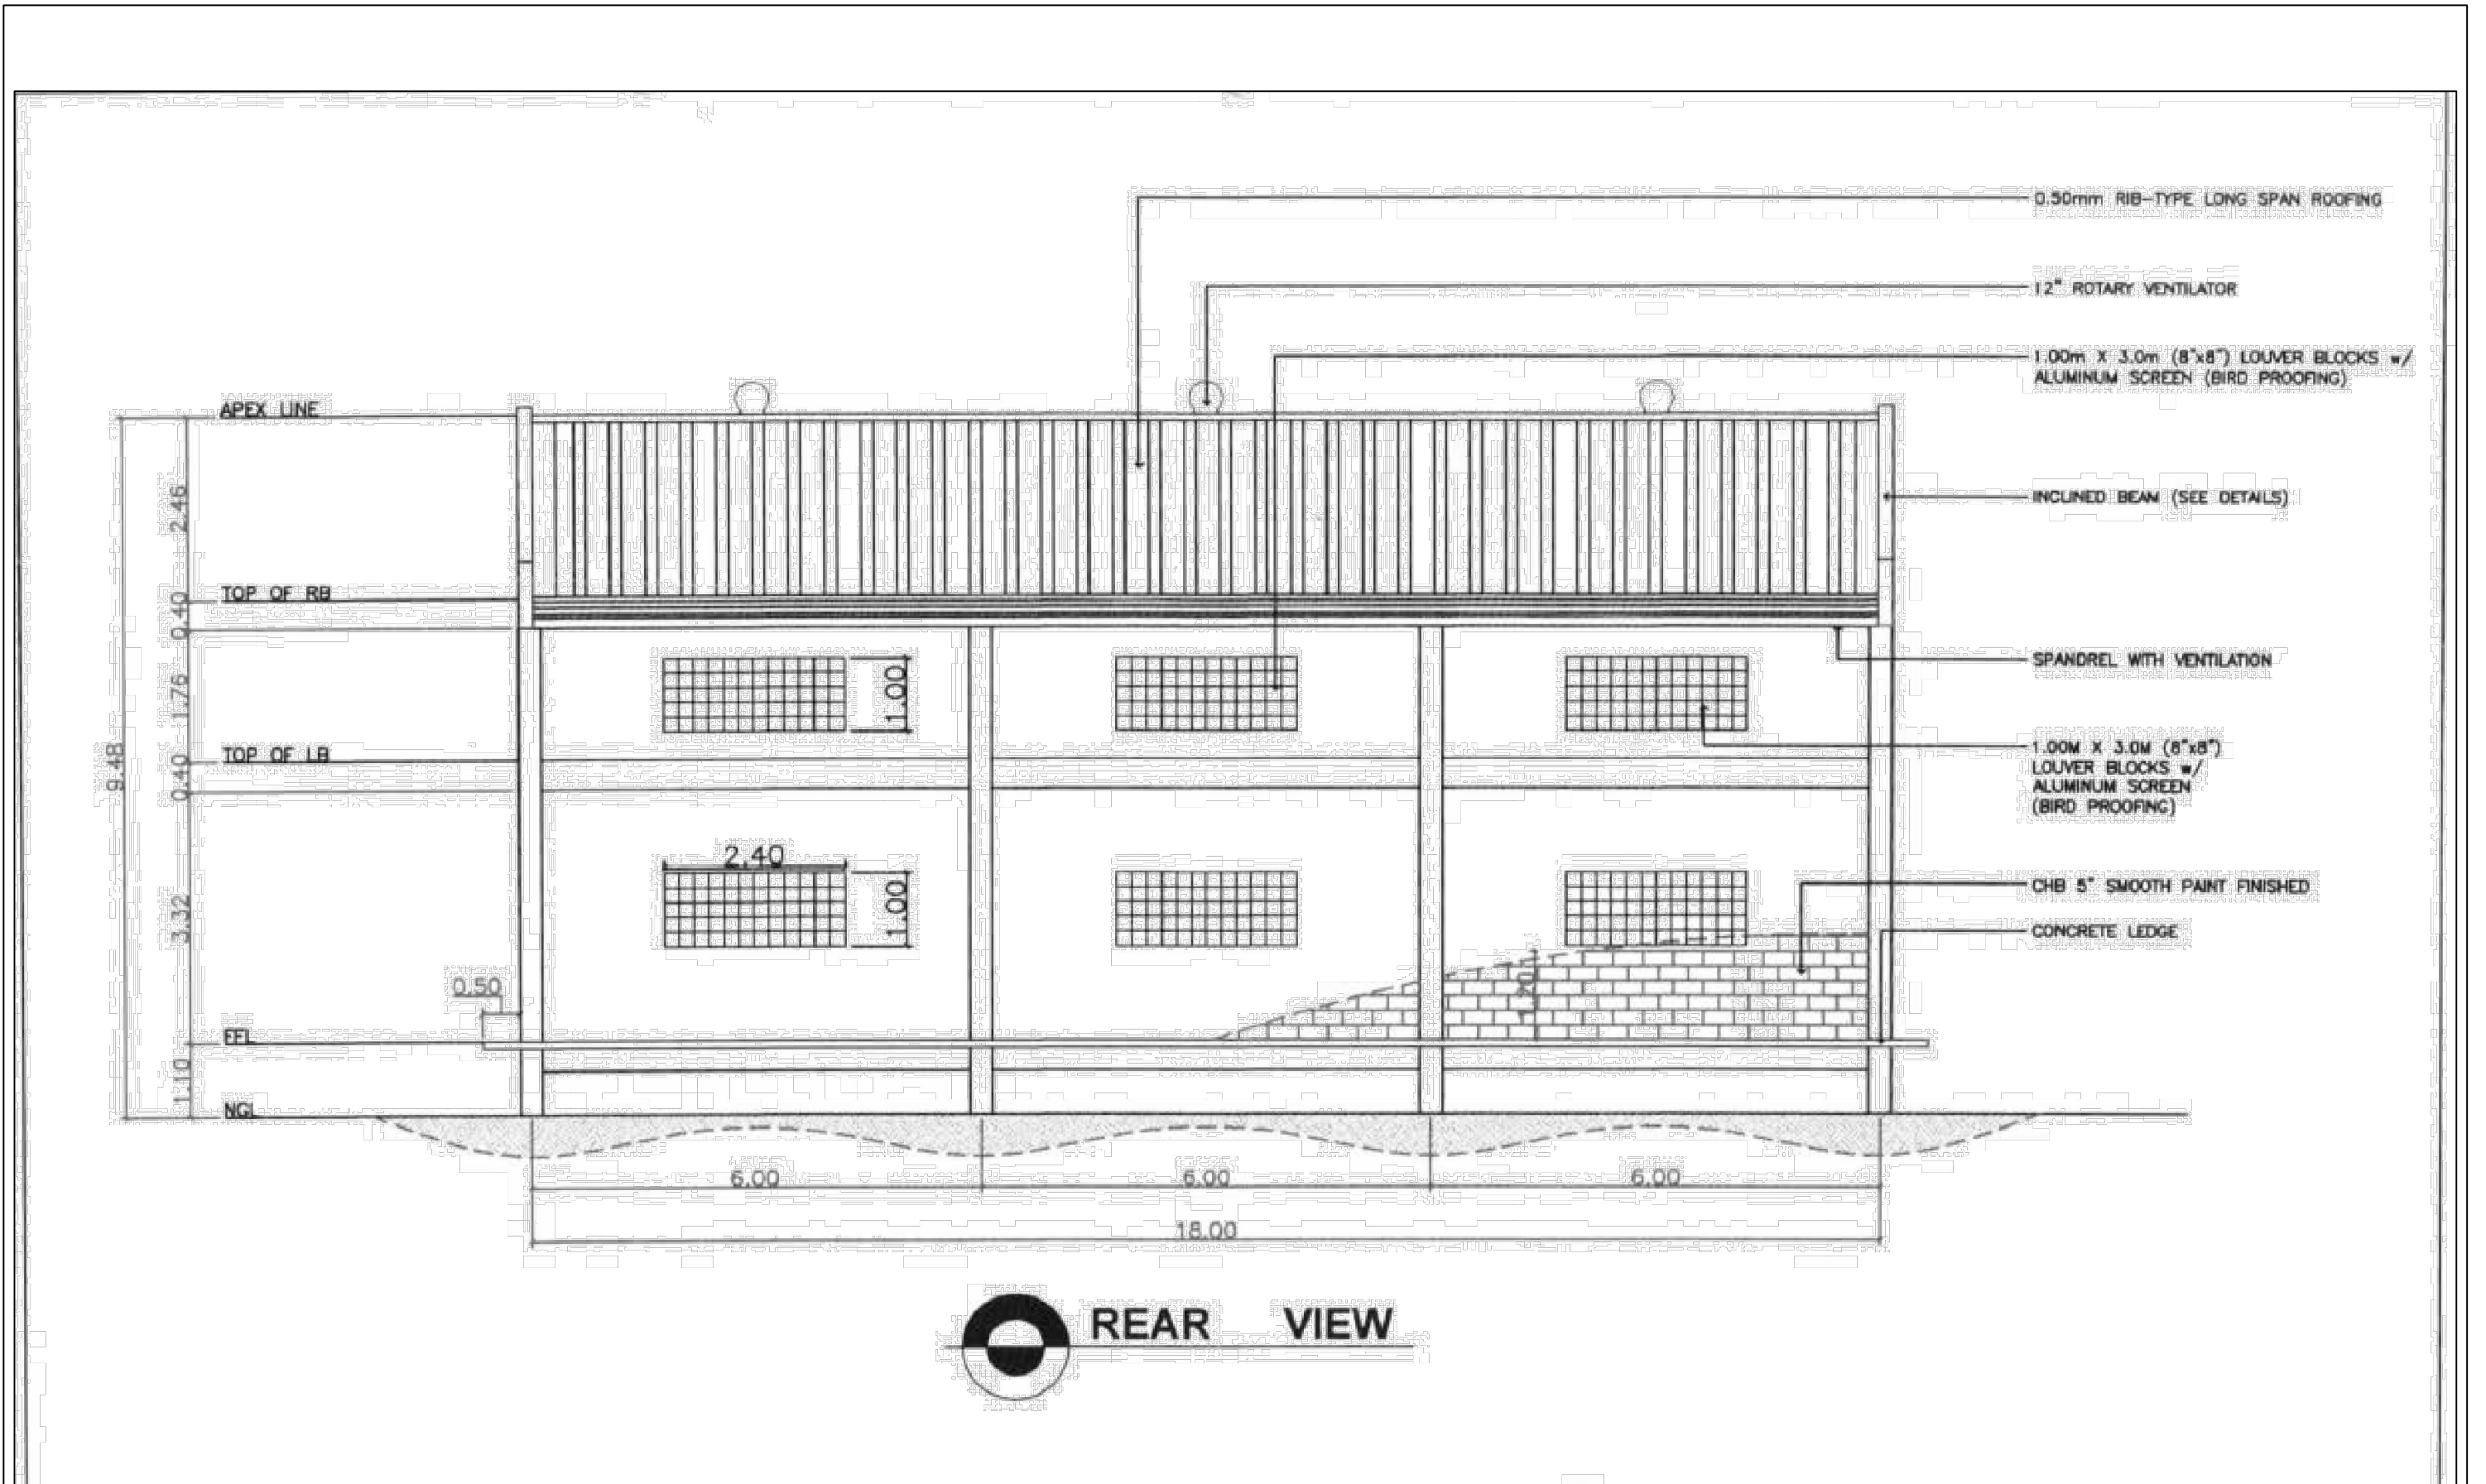 0.50mm RIB-TYPE LONG SPAN ROOFING
12" ROTARY VENTILATOR
1.00m X 3.0m (8"x8") LOUVER BLOCKS w/
ALUMINUM SCREEN (BIRD PROOFING)
APEX LINE
2.46
INCLINED BEAM (SEE DETAILS)
TOP OF RB
0.40
SPANDREL WITH VENTILATION
1.00
1.76
9.48
TOP OF LB
0.40
1.00M X 3.0M (8"x8")
LOUVER BLOCKS w/
ALUMINUM SCREEN
(BIRD PROOFING)
2.40
1.00
3.32
CHB 5" SMOOTH PAINT FINISHED
CONCRETE LEDGE
0.50
1.20
FFL
1.10
NGL
6.00
6.00
6.00
18.00
REAR VIEW